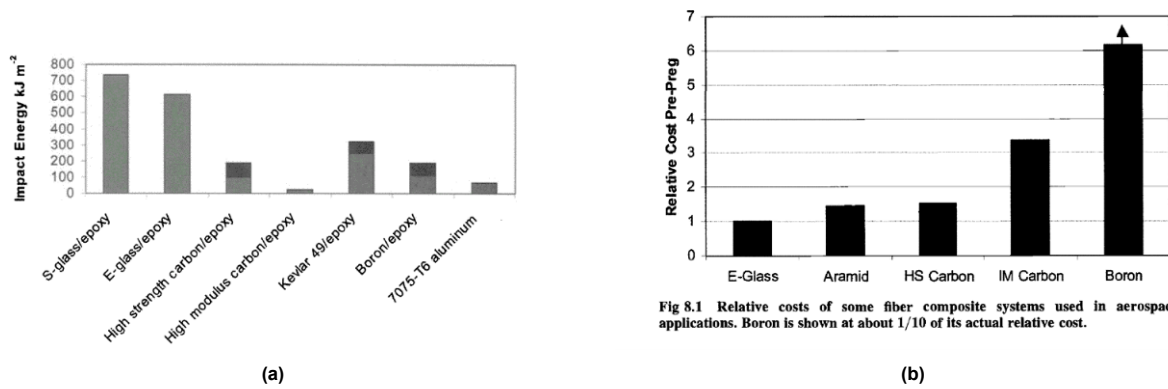 Impact Energy kJ m⁻²
800
700
600
500
400
300
200
100
0
S-glass/epoxy
E-glass/epoxy
High strength carbon/epoxy
High modulus carbon/epoxy
Kevlar 49/epoxy
Boron/epoxy
7075-T6 aluminum
(a)
Relative Cost Pre-Preg
7
6
5
4
3
2
1
0
E-Glass
Aramid
HS Carbon
IM Carbon
Boron
Fig 8.1 Relative costs of some fiber composite systems used in aerospac
applications. Boron is shown at about 1/10 of its actual relative cost.
(b)